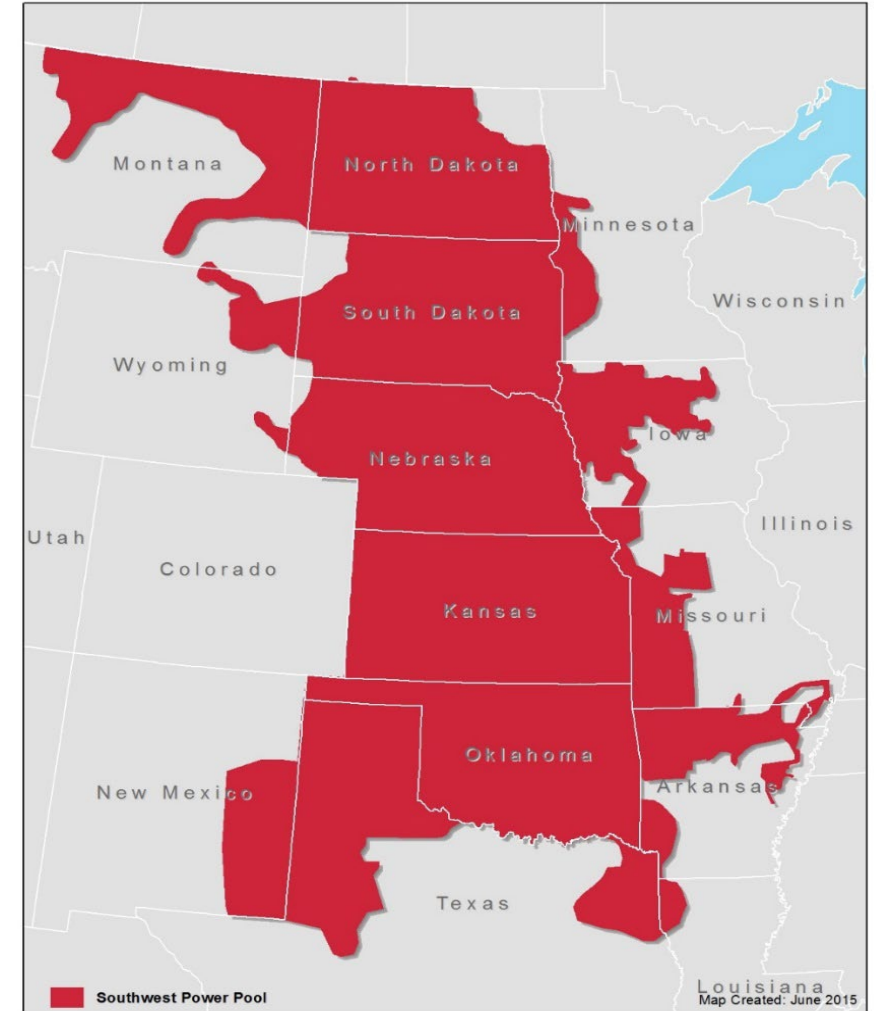 Montana
North Dakota
Minnesota
Wisconsin
South Dakota
Wyoming
Iowa
Nebraska
Illinois
Utah
Colorado
Kansas
Missouri
Oklahoma
New Mexico
Arkansas
Texas
Louisiana
Southwest Power Pool
Map Created: June 2015